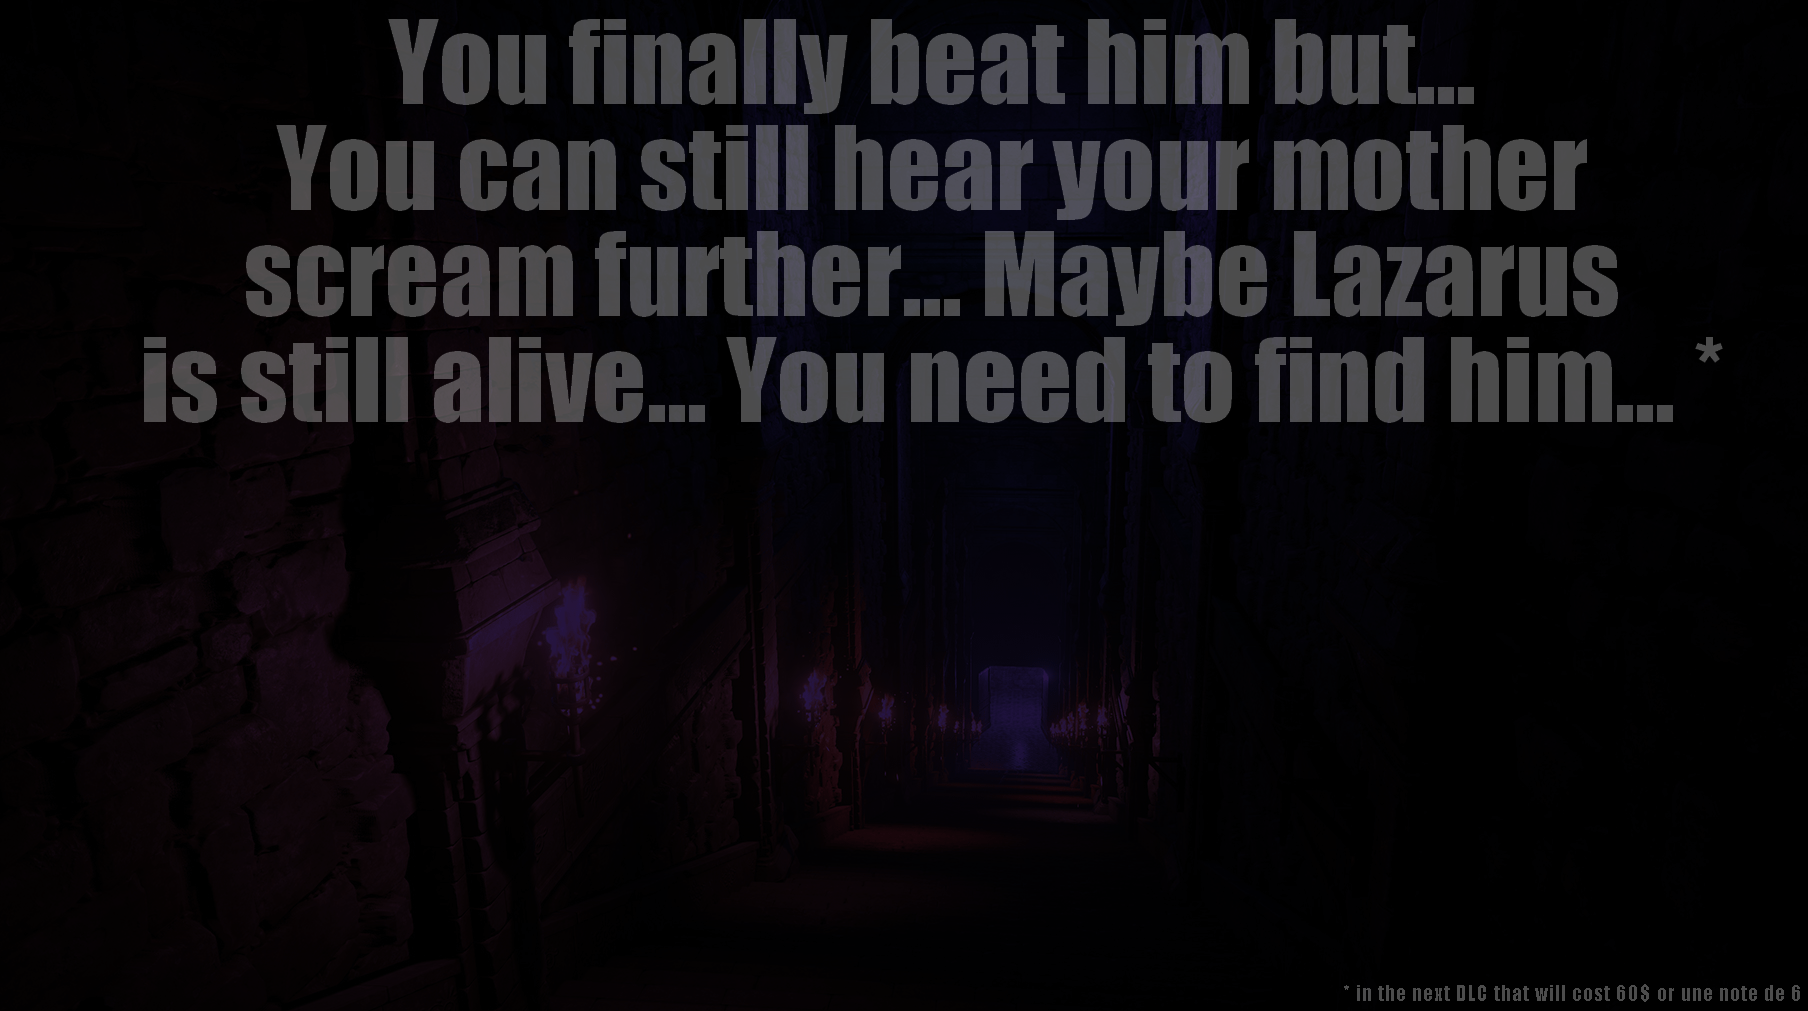 You finally beat him but...
You can still hear your mother
scream further... Maybe Lazarus
is still alive... You need to find him... *
* in the next DLC that will cost 60$ or une note de 6